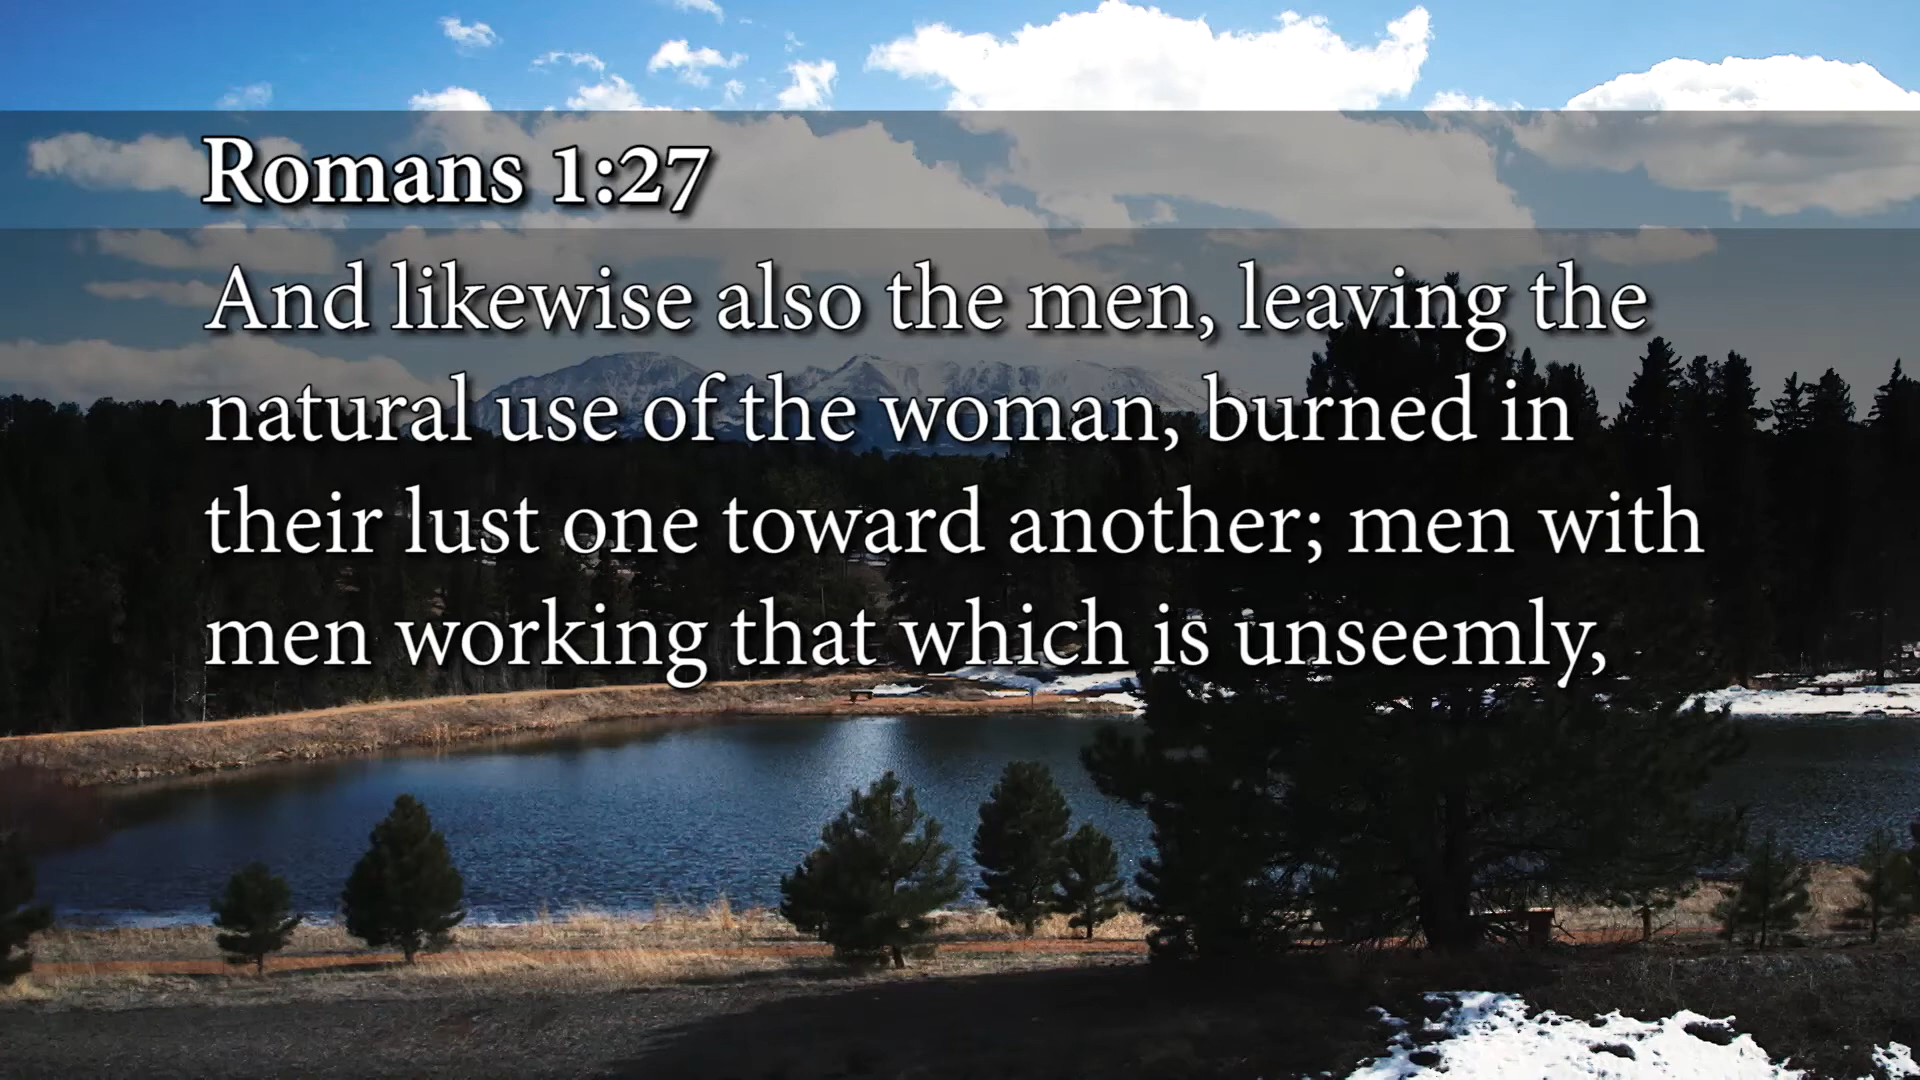 Romans 1:27
And likewise also the men, leaving the
natural use of the woman, burned in
their lust one toward another; men with
men working that which is unseemly,